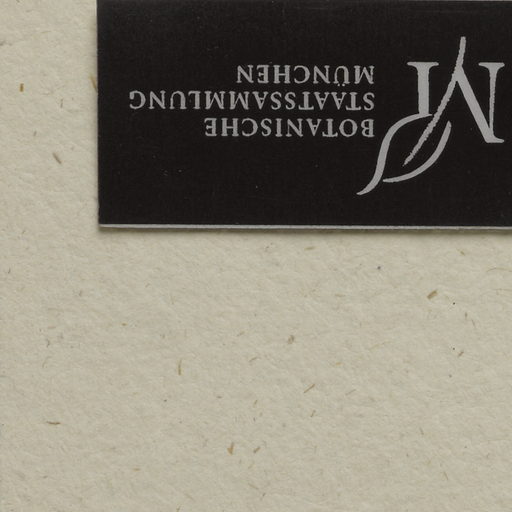 BOTANISCHE
STAATSSAMMLUNG
MÜNCHEN
M